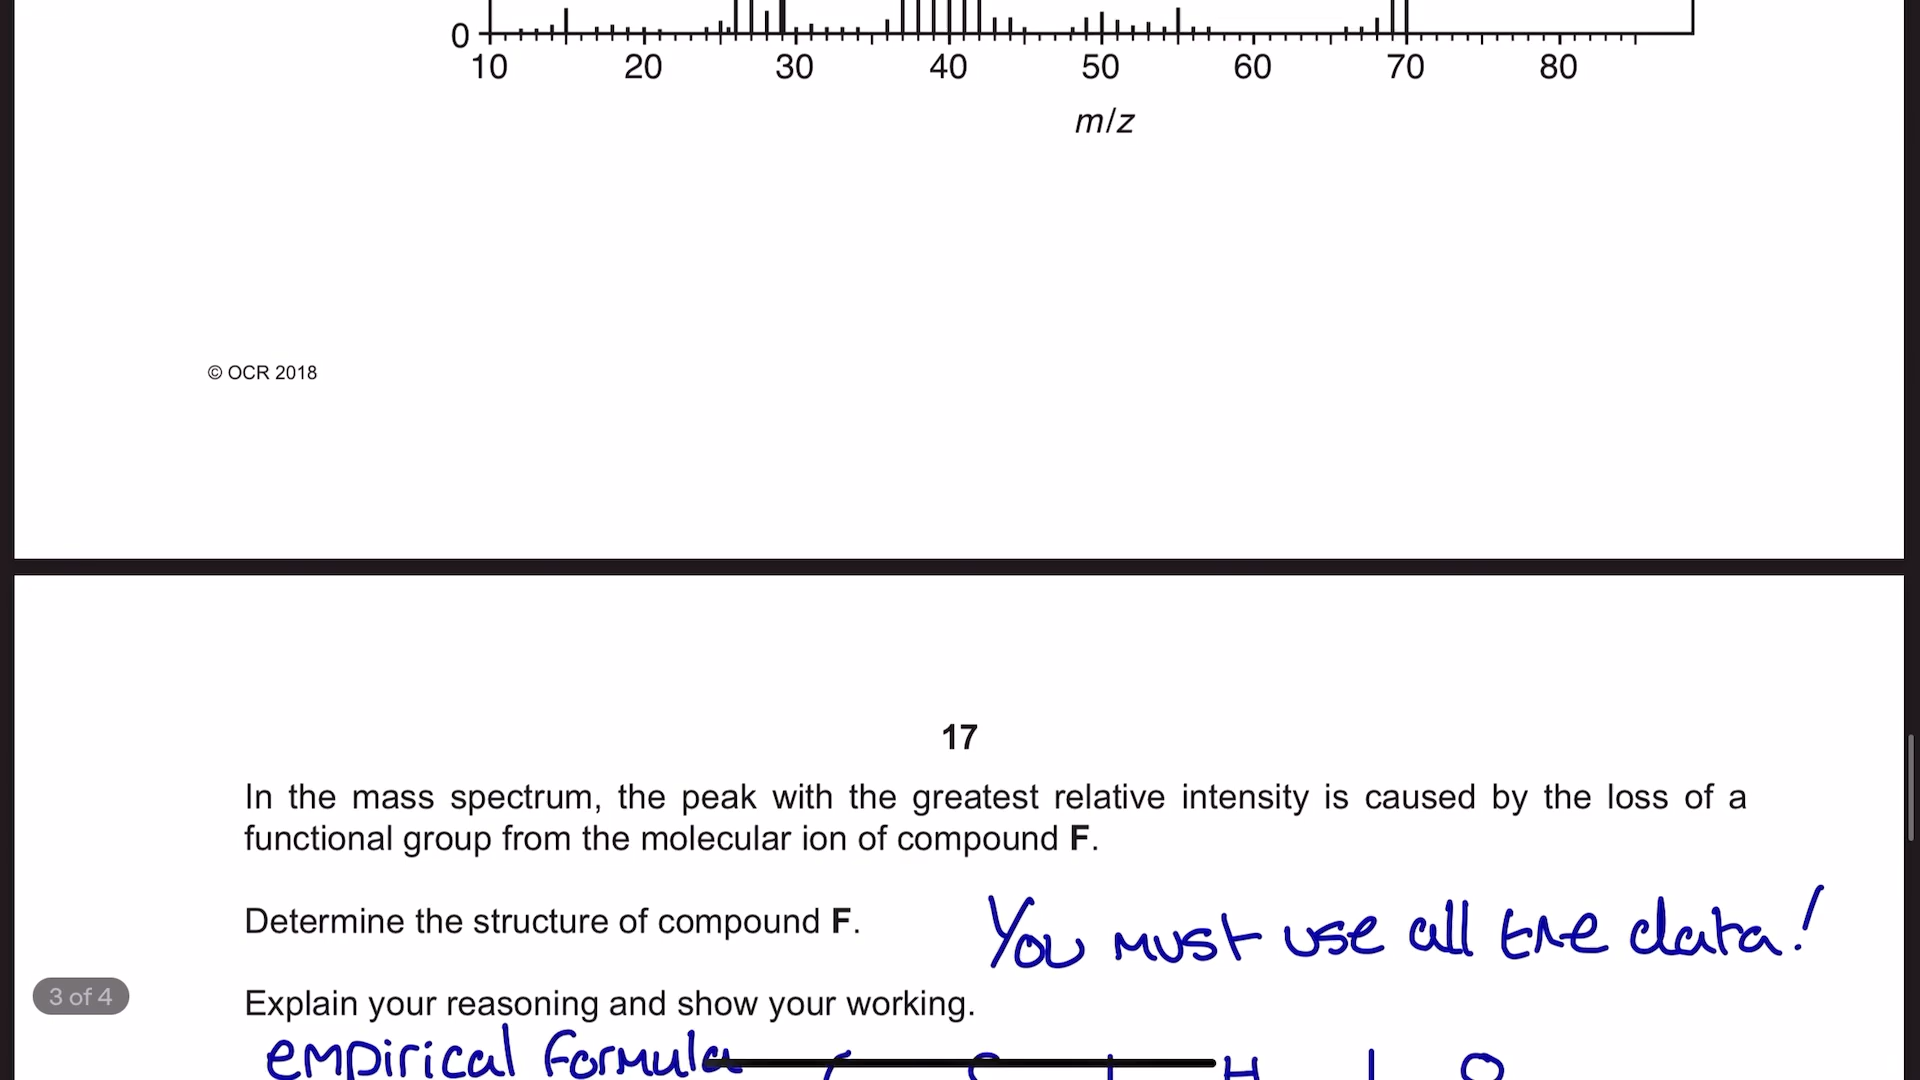 0
10 20 30 40 50 60 70 80
m/z
© OCR 2018
17
In the mass spectrum, the peak with the greatest relative intensity is caused by the loss of a
functional group from the molecular ion of compound F.
Determine the structure of compound F.
You must use all the data!
3 of 4
Explain your reasoning and show your working.
empirical formula